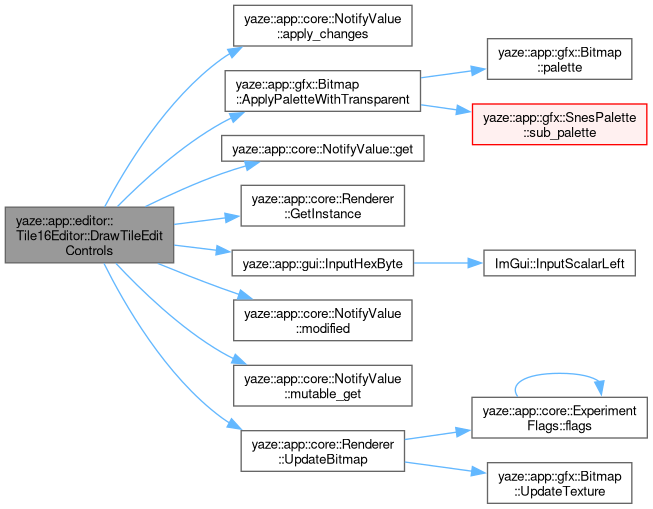 yaze::app::editor::
Tile16Editor::DrawTileEdit
Controls
yaze::app::core::NotifyValue
::apply_changes
yaze::app::gfx::Bitmap
::ApplyPaletteWithTransparent
yaze::app::gfx::Bitmap
::palette
yaze::app::gfx::SnesPalette
::sub_palette
yaze::app::core::NotifyValue::get
yaze::app::core::Renderer
::GetInstance
yaze::app::gui::InputHexByte
ImGui::InputScalarLeft
yaze::app::core::NotifyValue
::modified
yaze::app::core::NotifyValue
::mutable_get
yaze::app::core::Renderer
::UpdateBitmap
yaze::app::core::Experiment
Flags::flags
yaze::app::gfx::Bitmap
::UpdateTexture